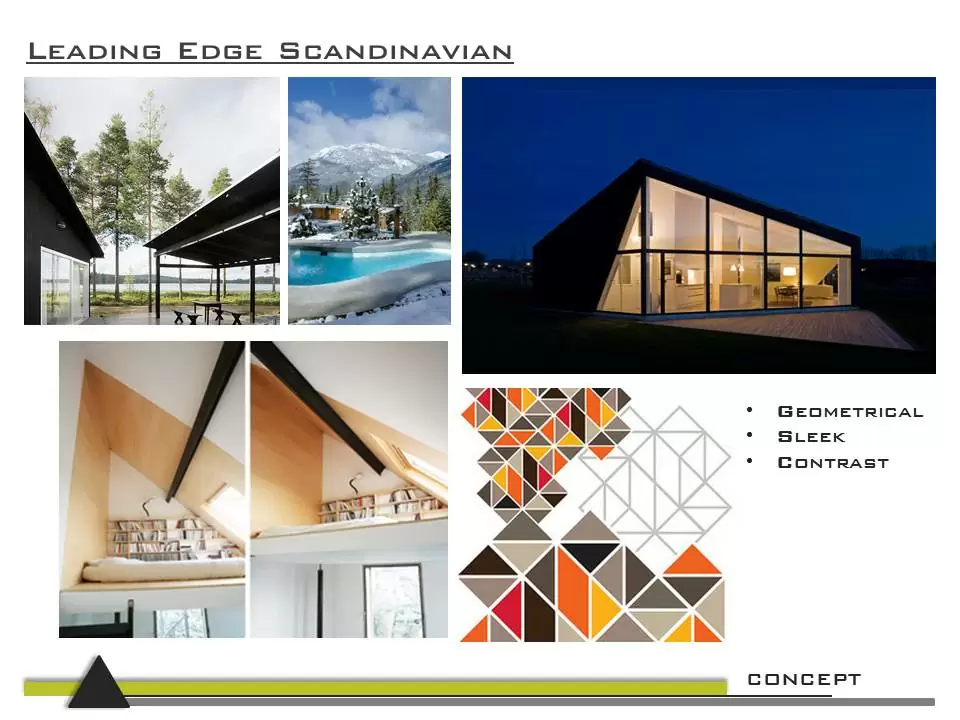 Leading Edge Scandinavian
• Geometrical
• Sleek
• Contrast
CONCEPT